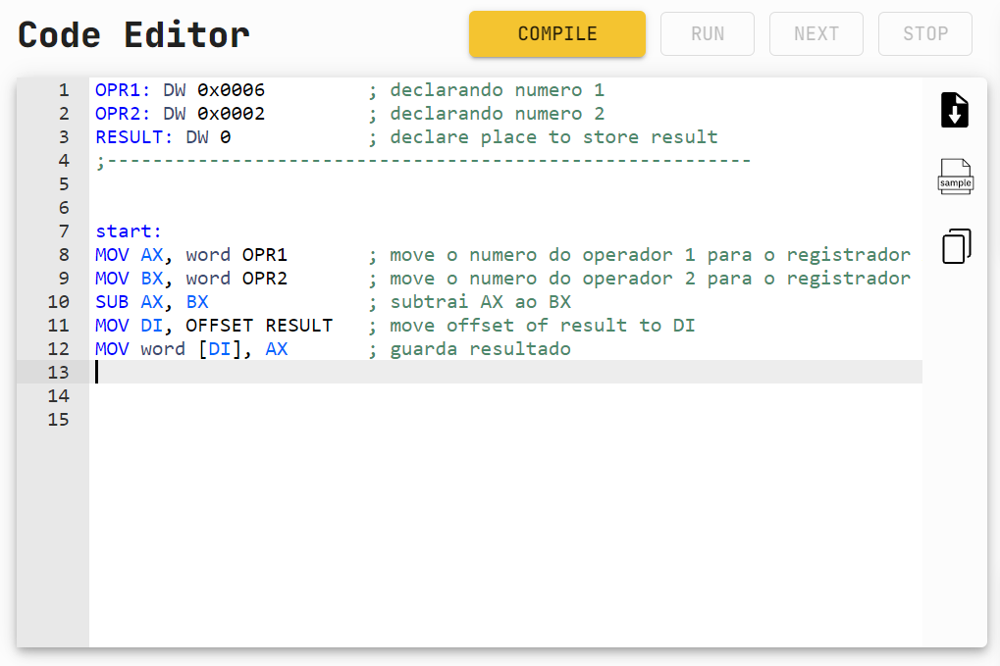 Code Editor
COMPILE
RUN
NEXT
STOP
1 OPR1: DW 0x0006 ; declarando numero 1
2 OPR2: DW 0x0002 ; declarando numero 2
3 RESULT: DW 0 ; declare place to store result
4 ;---------------------------------------------------------
5
6
7 start:
8 MOV AX, word OPR1 ; move o numero do operador 1 para o registrador
9 MOV BX, word OPR2 ; move o numero do operador 2 para o registrador
10 SUB AX, BX ; subtrai AX ao BX
11 MOV DI, OFFSET RESULT ; move offset of result to DI
12 MOV word [DI], AX ; guarda resultado
13
14
15
sample